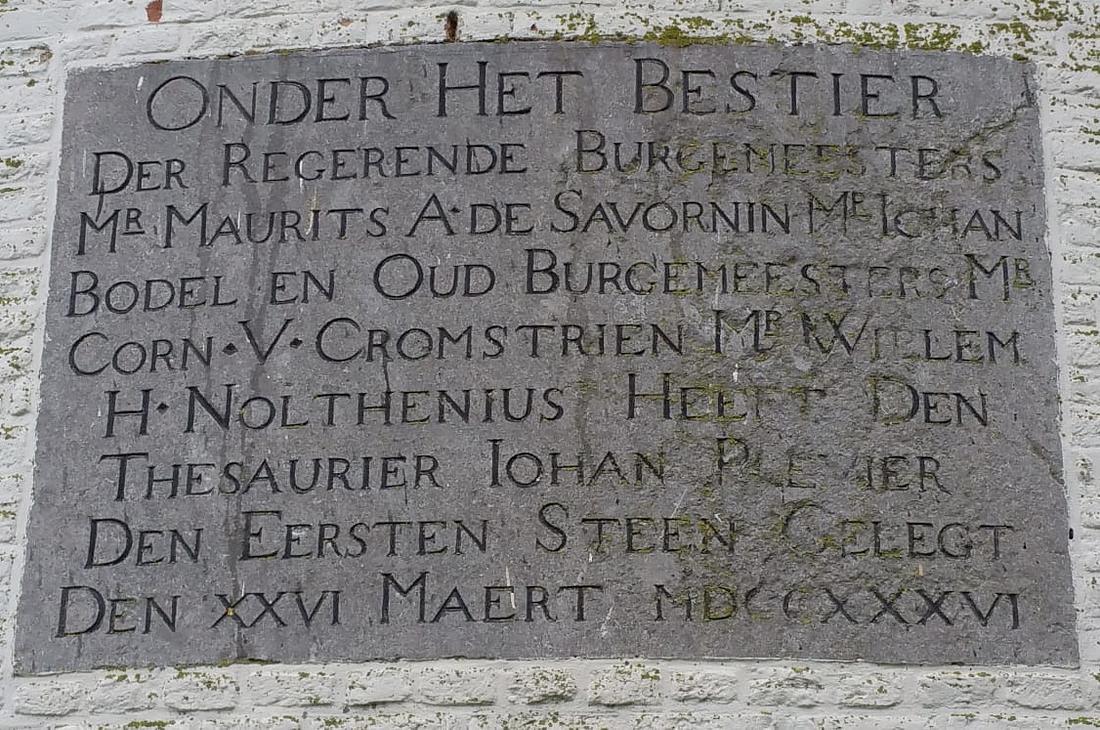 ONDER HET BESTIER
DER REGERENDE BURGEMEESTERS
MR MAURITS A·DE SAVORNIN MR IOHAN
BODEL EN OUD BURGEMEESTERS MR
CORN·V·CROMSTRIEN MR WILLEM
H·NOLTHENIUS HEEFT DEN
THESAURIER IOHAN PLEVIER
DEN EERSTEN STEEN GELEGT
DEN XXVI MAERT MDCCXXXVI